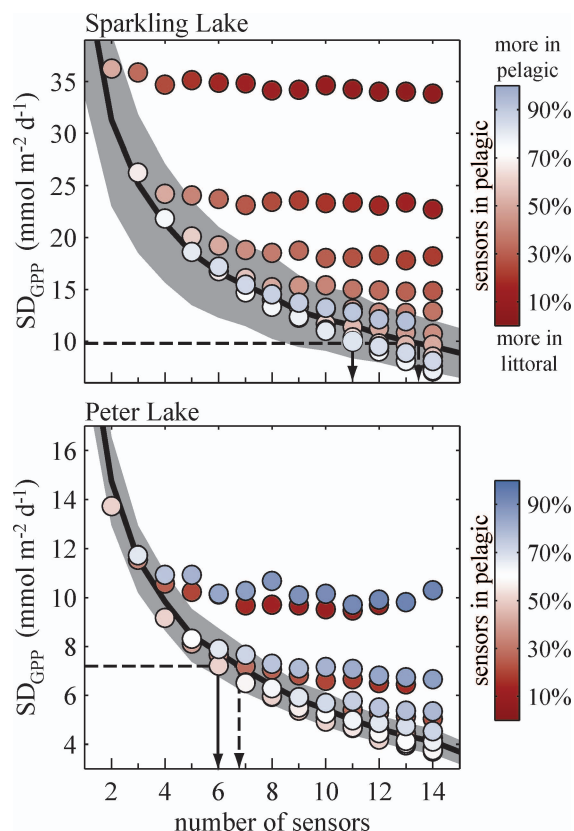 Sparkling Lake
more in
pelagic
35
30
25
20
15
10
SD_GPP (mmol m⁻² d⁻¹)
90%
70%
50%
30%
10%
sensors in pelagic
more in
littoral
Peter Lake
16
14
12
10
8
6
4
SD_GPP (mmol m⁻² d⁻¹)
90%
70%
50%
30%
10%
sensors in pelagic
2 4 6 8 10 12 14
number of sensors